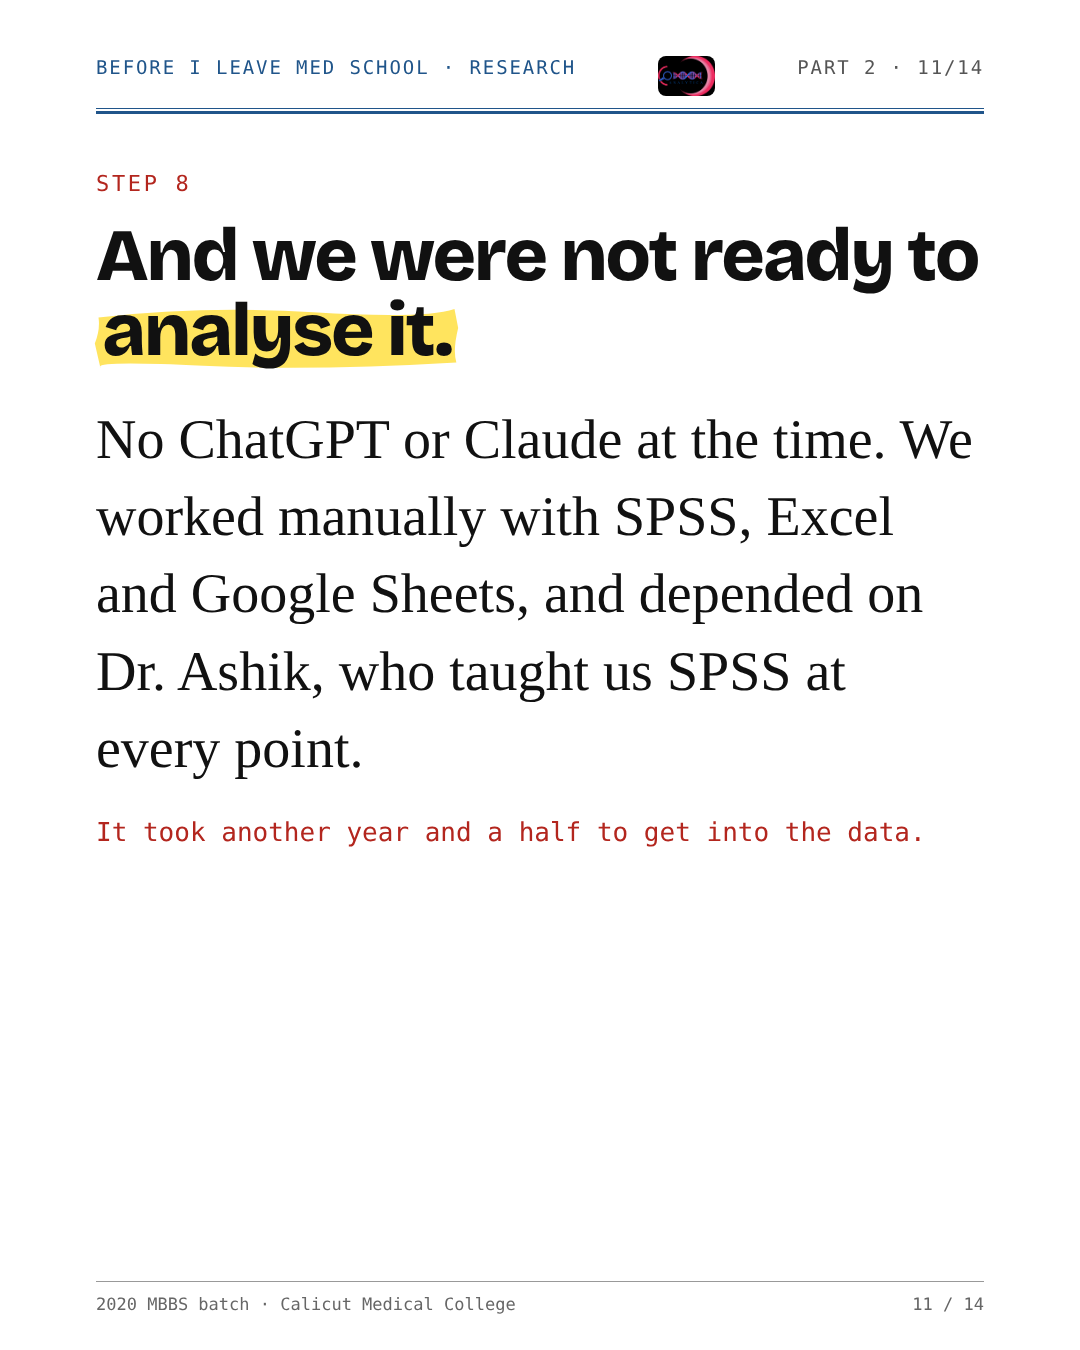 BEFORE I LEAVE MED SCHOOL · RESEARCH
PART 2 · 11/14
STEP 8
And we were not ready to
analyse it.
No ChatGPT or Claude at the time. We
worked manually with SPSS, Excel
and Google Sheets, and depended on
Dr. Ashik, who taught us SPSS at
every point.
It took another year and a half to get into the data.
2020 MBBS batch · Calicut Medical College
11 / 14